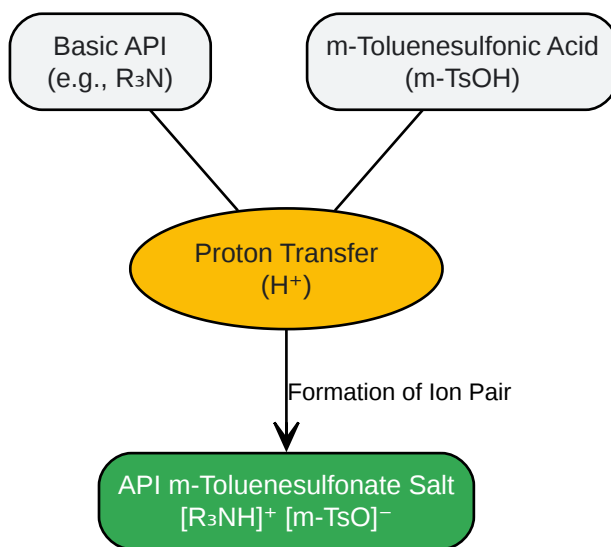 Basic API
(e.g., R₃N)
m-Toluenesulfonic Acid
(m-TsOH)
Proton Transfer
(H⁺)
Formation of Ion Pair
API m-Toluenesulfonate Salt
[R₃NH]⁺ [m-TsO]⁻